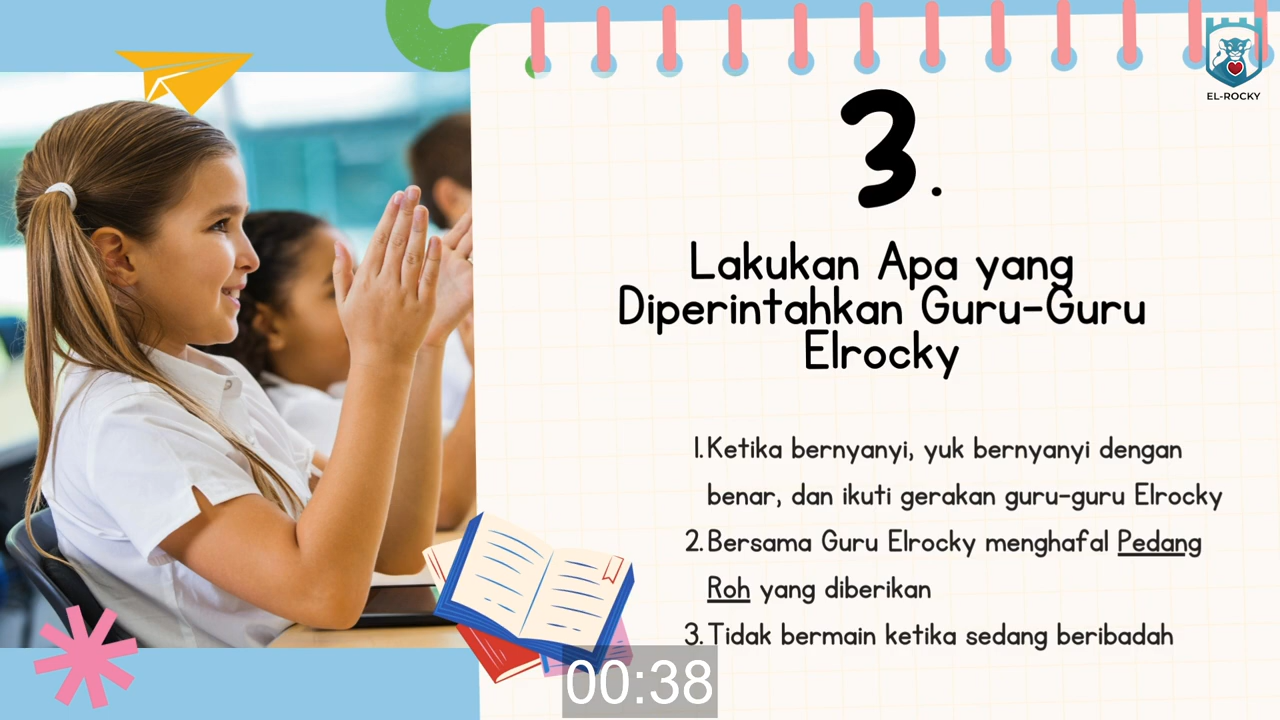 EL-ROCKY
3.
Lakukan Apa yang
Diperintahkan Guru-Guru
Elrocky
1. Ketika bernyanyi, yuk bernyanyi dengan
benar, dan ikuti gerakan guru-guru Elrocky
2. Bersama Guru Elrocky menghafal Pedang
Roh yang diberikan
3. Tidak bermain ketika sedang beribadah
00:38